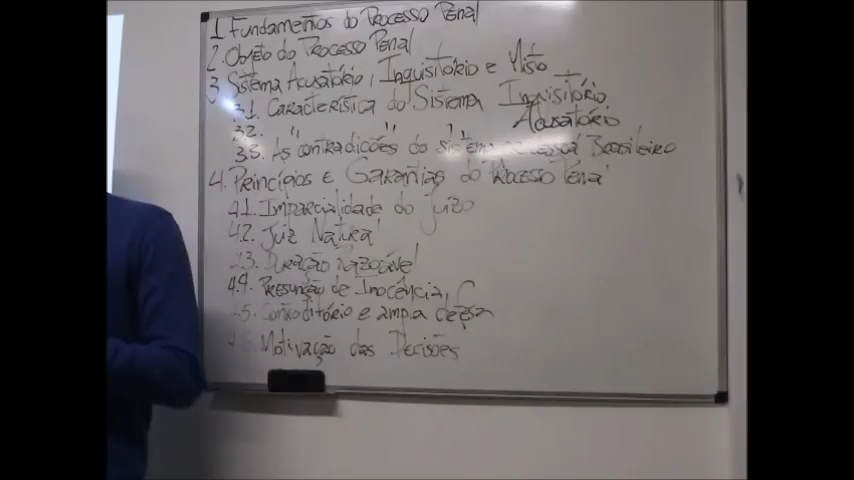 1 Fundamentos do Processo Penal
2. Objeto do Processo Penal
3 Sistema Acusatório, Inquisitório e Misto
3.1. Característica do Sistema Inquisitório
3.2. " " " Acusatório
3.3. As contradições do sistema processual Brasileiro
4. Princípios e Garantias do Processo Penal
4.1. Imparcialidade do Juízo
4.2. Juiz Natural
4.3. Duração razoável
4.4. Presunção de Inocência
4.5. Contraditório e ampla defesa
4.6 Motivação das Decisões